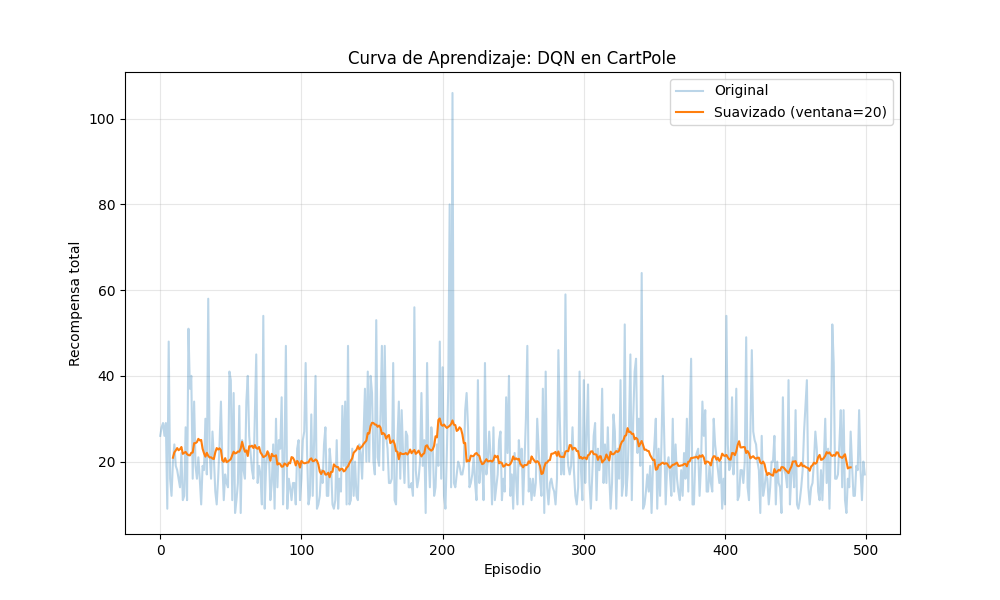 Curva de Aprendizaje: DQN en CartPole
Original
Suavizado (ventana=20)
Recompensa total
100
80
60
40
20
0
100
200
300
400
500
Episodio